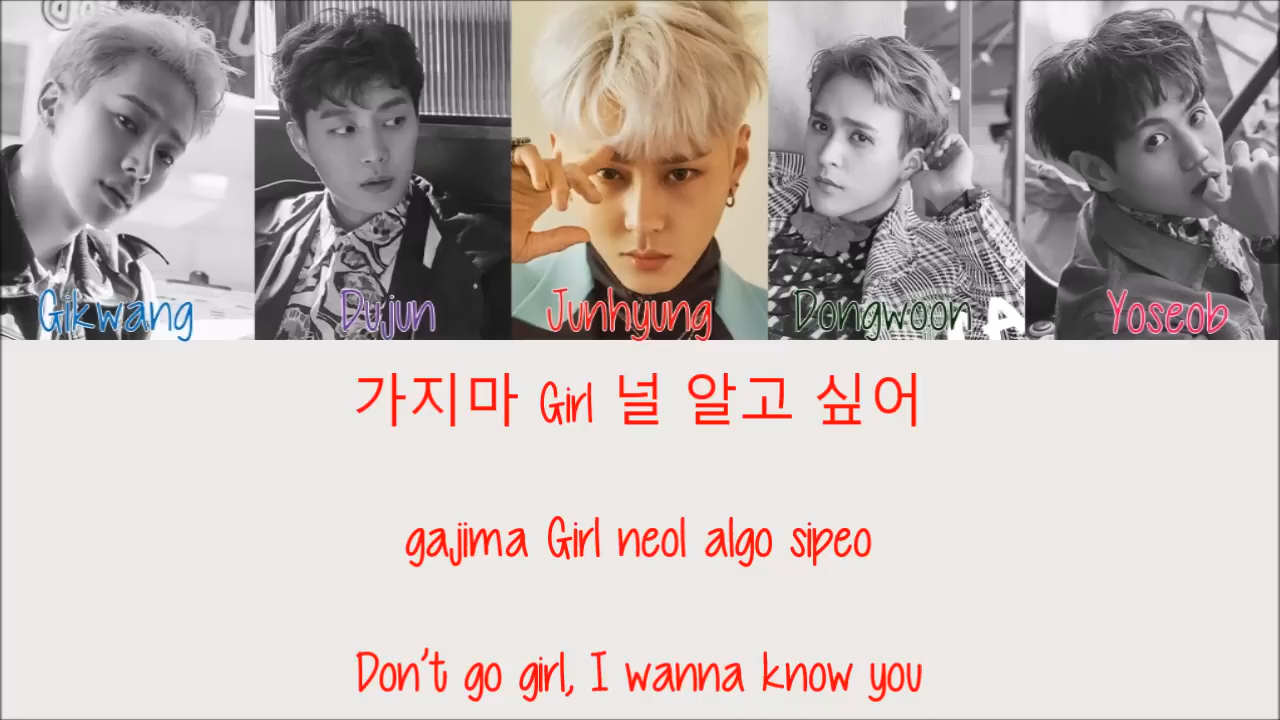 Gikwang
Dujun
Junhyung
Dongwoon
Yoseob
가지마 Girl 널 알고 싶어
gajima Girl neol algo sipeo
Don't go girl, I wanna know you